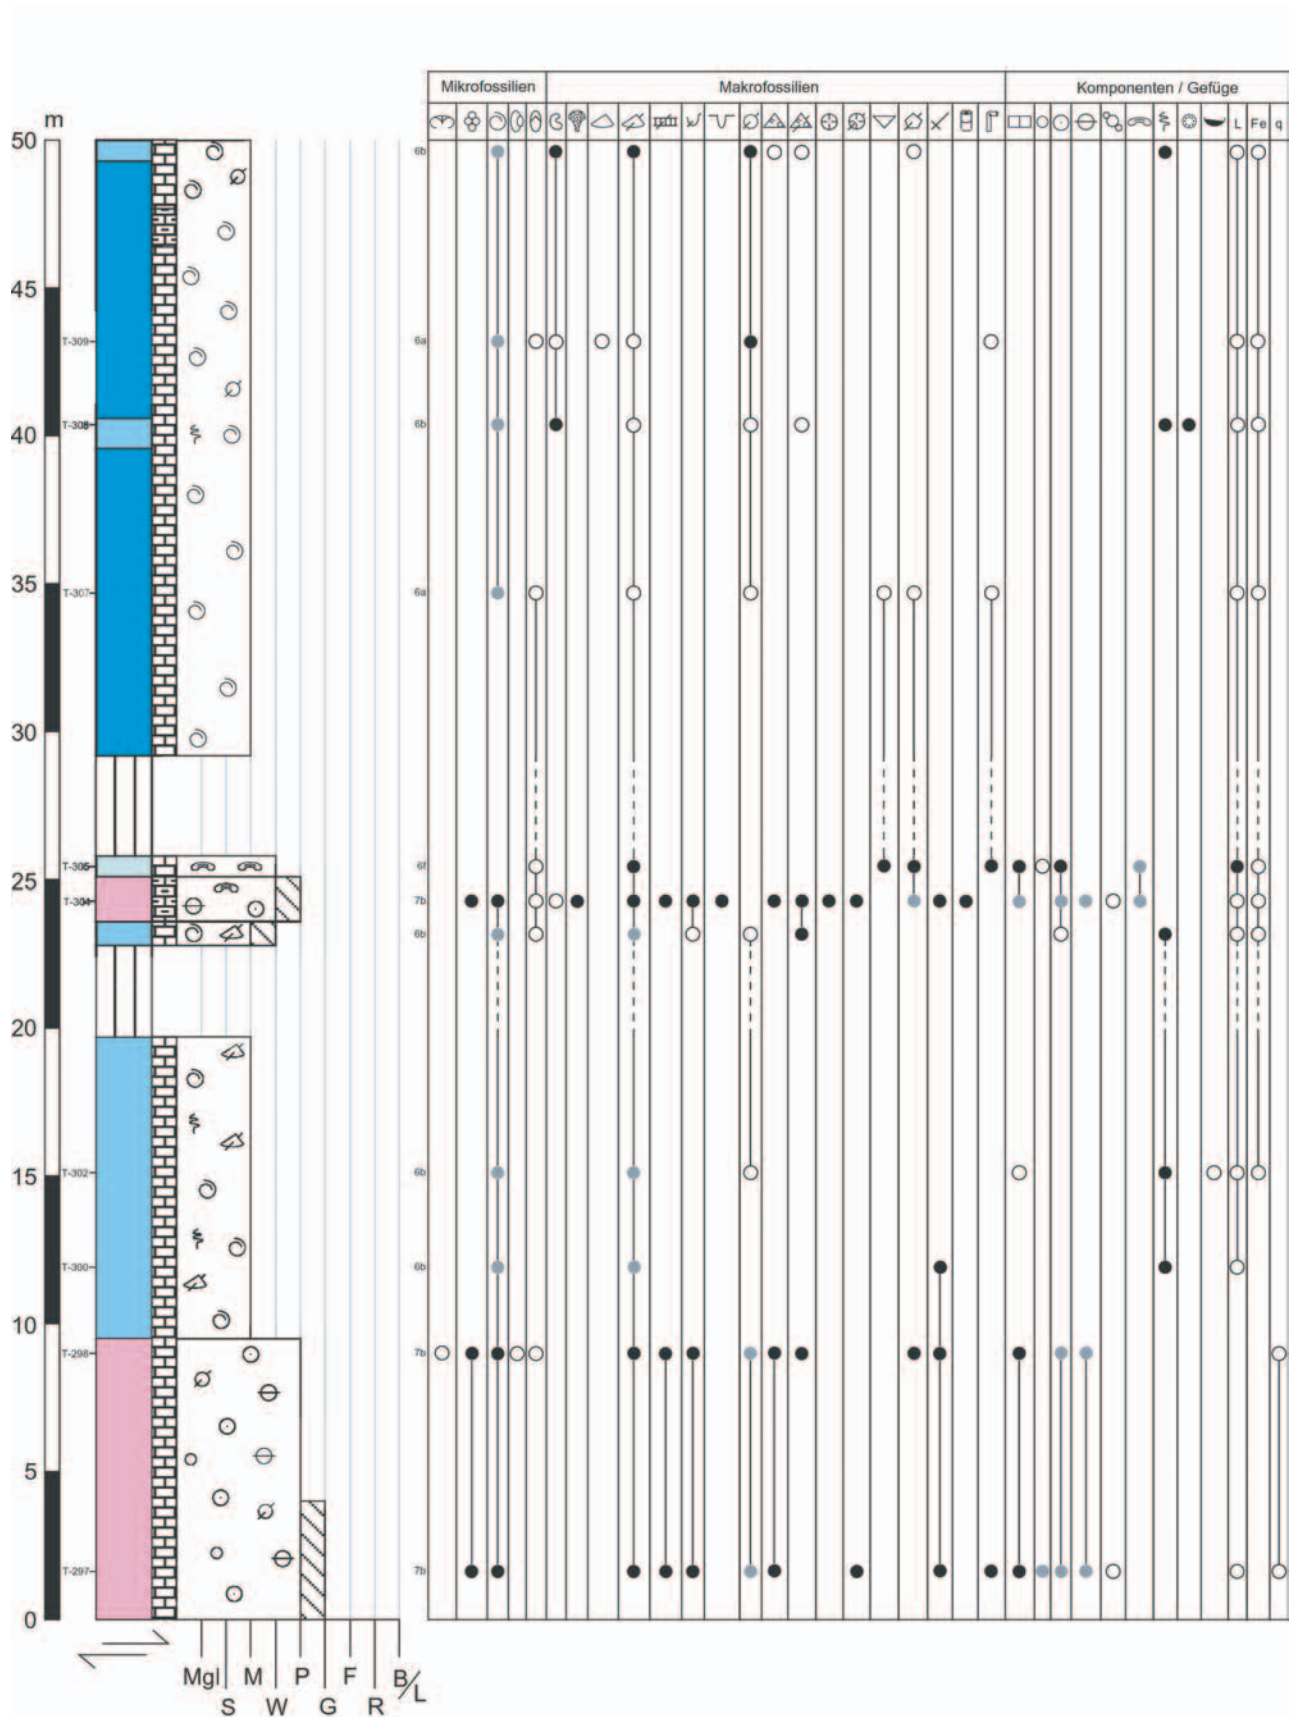 Mikrofossilien Makrofossilien Komponenten / Gefüge
m
L Fe q
50 6b
45
T-309 6a
T-308 6b
40
35
T-307 6a
30
T-305 6f
25
T-304 7b
6b
20
15 T-302 6b
T-300 6b
10
T-298 7b
5
T-297 7b
0
Mgl M P F B/L
S W G R